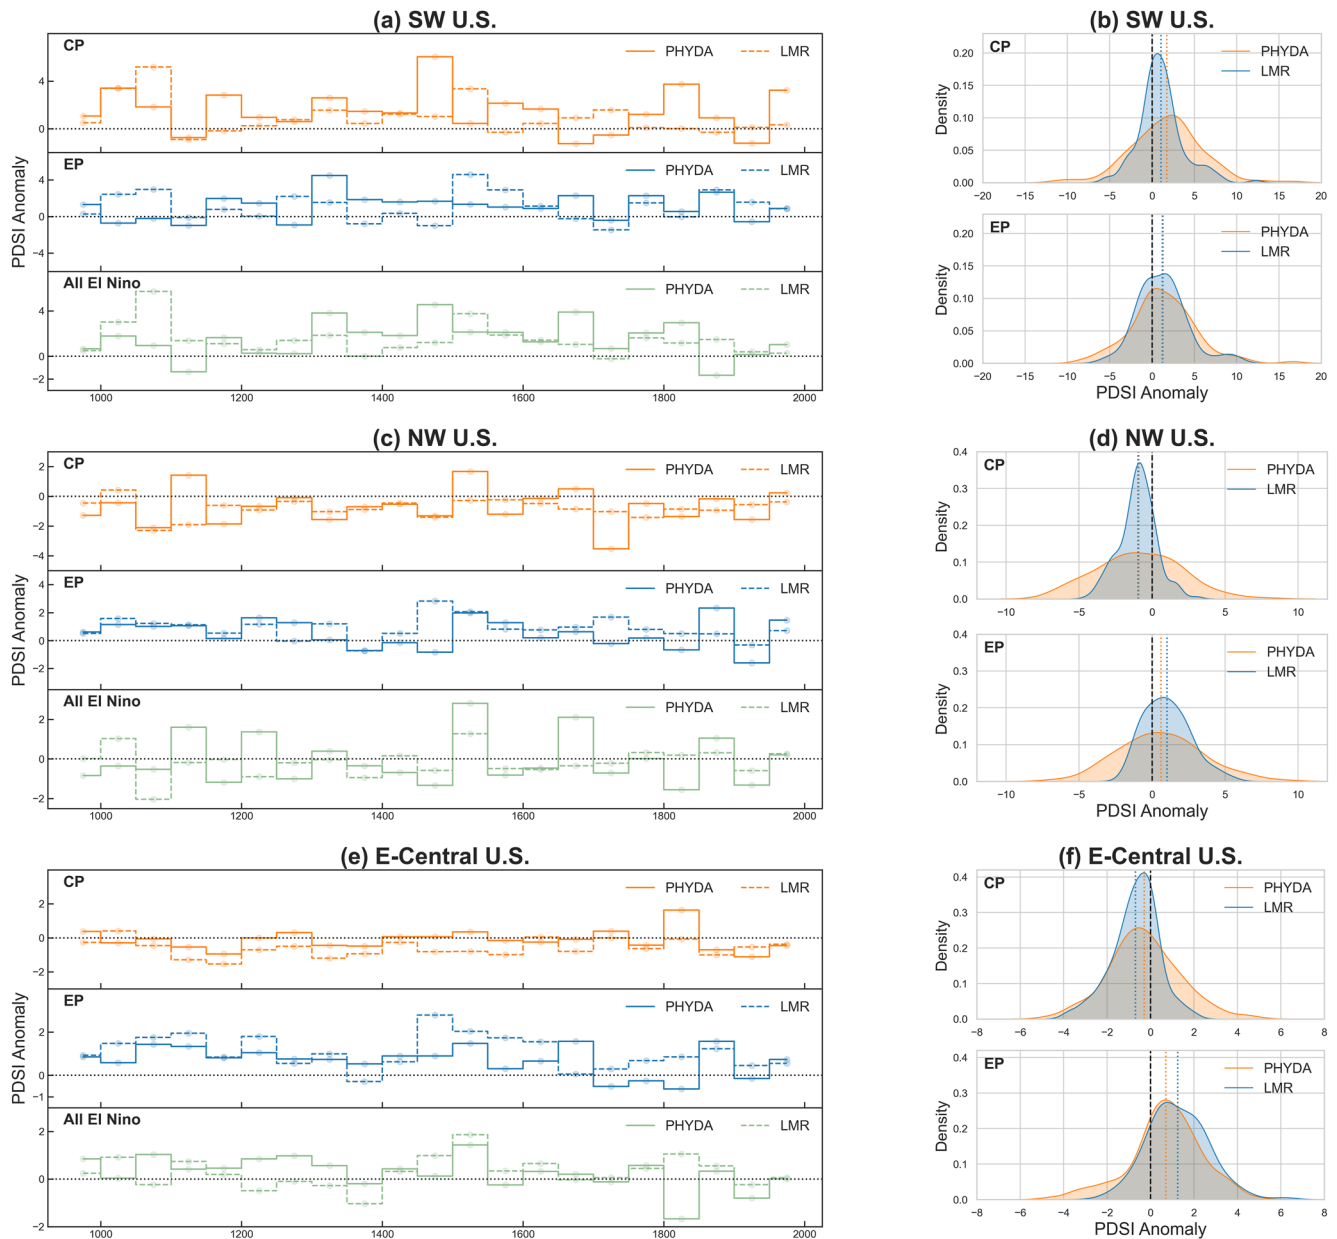 (a) SW U.S.
CP
PHYDA
LMR
4
0
EP
PHYDA
LMR
4
0
−4
All El Nino
PHYDA
LMR
4
0
−2
1000 1200 1400 1600 1800 2000
PDSI Anomaly
(b) SW U.S.
CP
PHYDA
LMR
Density
0.20
0.15
0.10
0.05
0.00
−20 −15 −10 −5 0 5 10 15 20
EP
PHYDA
LMR
Density
0.20
0.15
0.10
0.05
0.00
−20 −15 −10 −5 0 5 10 15 20
PDSI Anomaly
(c) NW U.S.
CP
PHYDA
LMR
2
0
−2
−4
EP
PHYDA
LMR
4
2
0
−2
All El Nino
PHYDA
LMR
2
0
−2
1000 1200 1400 1600 1800 2000
PDSI Anomaly
(d) NW U.S.
CP
PHYDA
LMR
Density
0.4
0.3
0.2
0.1
0.0
−10 −5 0 5 10
EP
PHYDA
LMR
Density
0.4
0.3
0.2
0.1
0.0
−10 −5 0 5 10
PDSI Anomaly
(e) E-Central U.S.
CP
PHYDA
LMR
2
0
−2
EP
PHYDA
LMR
2
0
−1
All El Nino
PHYDA
LMR
2
0
−2
1000 1200 1400 1600 1800 2000
PDSI Anomaly
(f) E-Central U.S.
CP
PHYDA
LMR
Density
0.4
0.3
0.2
0.1
0.0
−8 −6 −4 −2 0 2 4 6 8
EP
PHYDA
LMR
Density
0.4
0.3
0.2
0.1
0.0
−8 −6 −4 −2 0 2 4 6 8
PDSI Anomaly